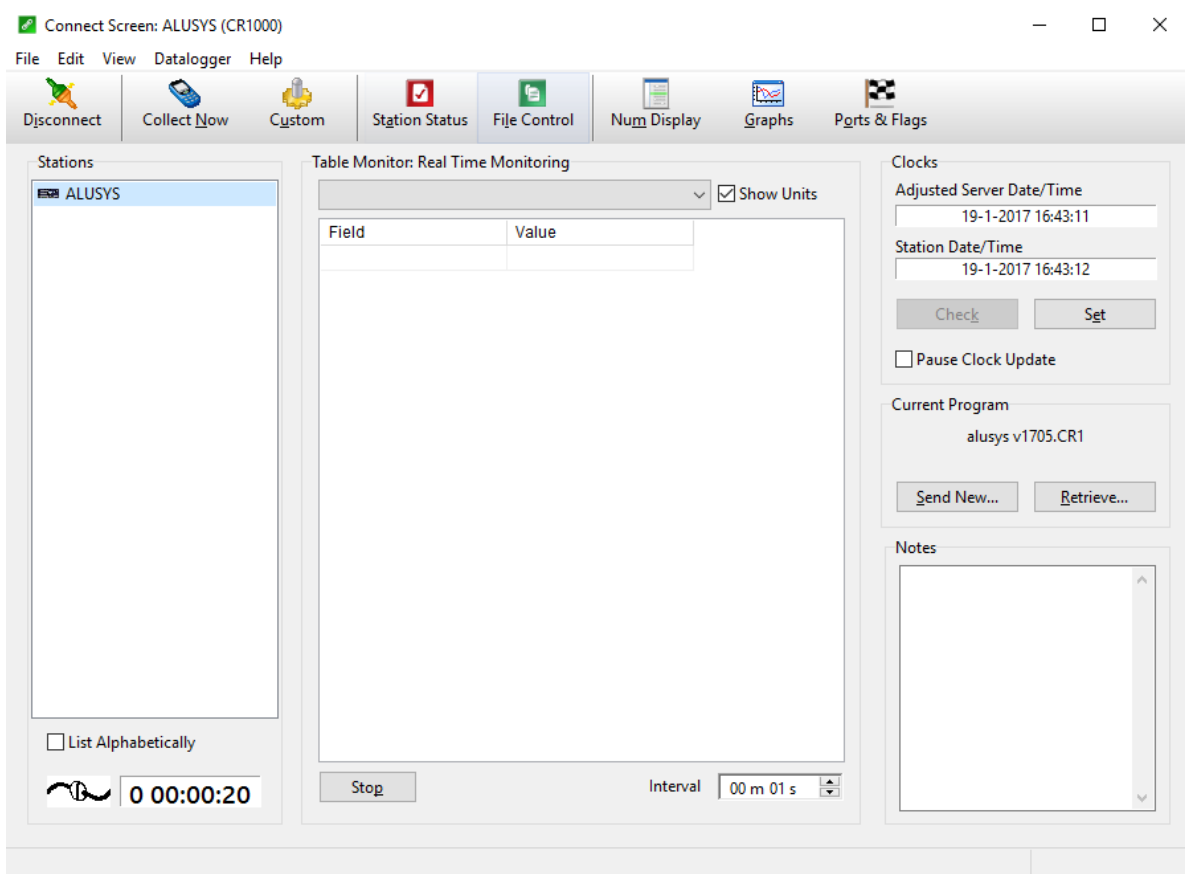 Connect Screen: ALUSYS (CR1000)
File Edit View Datalogger Help
Disconnect Collect Now Custom Station Status File Control Num Display Graphs Ports & Flags
Stations
ALUSYS
List Alphabetically
0 00:00:20
Table Monitor: Real Time Monitoring
Show Units
Field Value
Stop Interval 00 m 01 s
Clocks
Adjusted Server Date/Time
19-1-2017 16:43:11
Station Date/Time
19-1-2017 16:43:12
Check Set
Pause Clock Update
Current Program
alusys v1705.CR1
Send New... Retrieve...
Notes